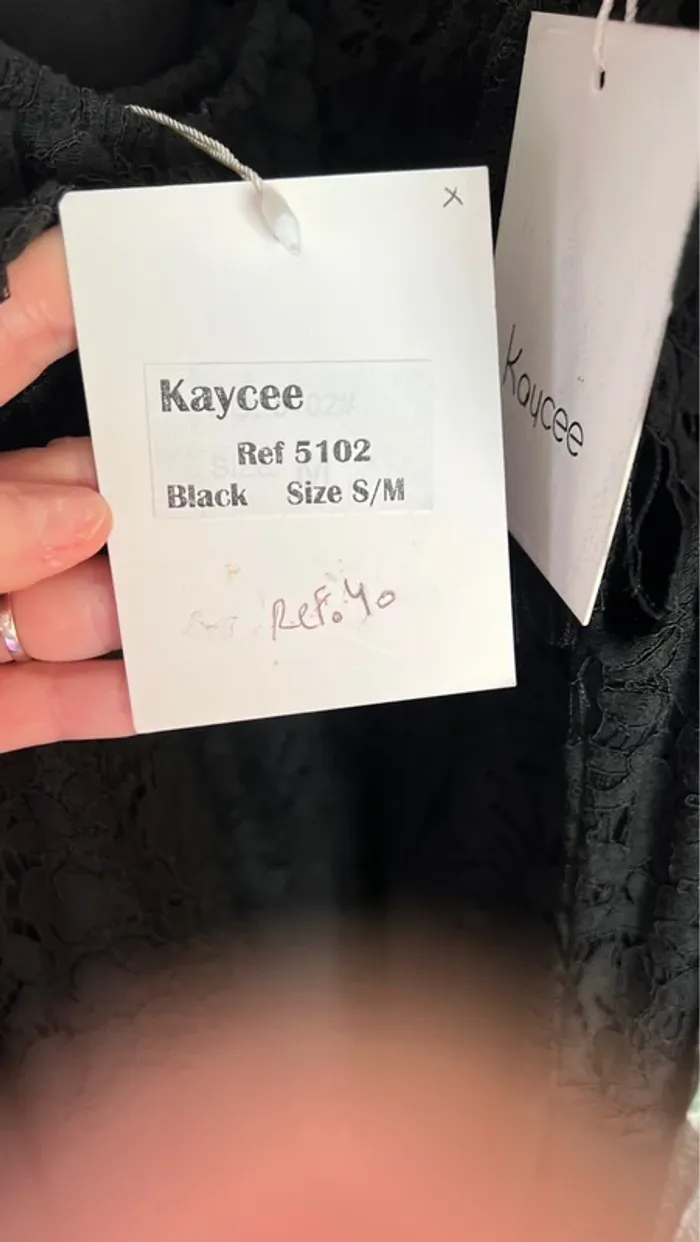 x
Kaycee
Ref 5102
Black Size S/M
Ref. 40
Kaycee